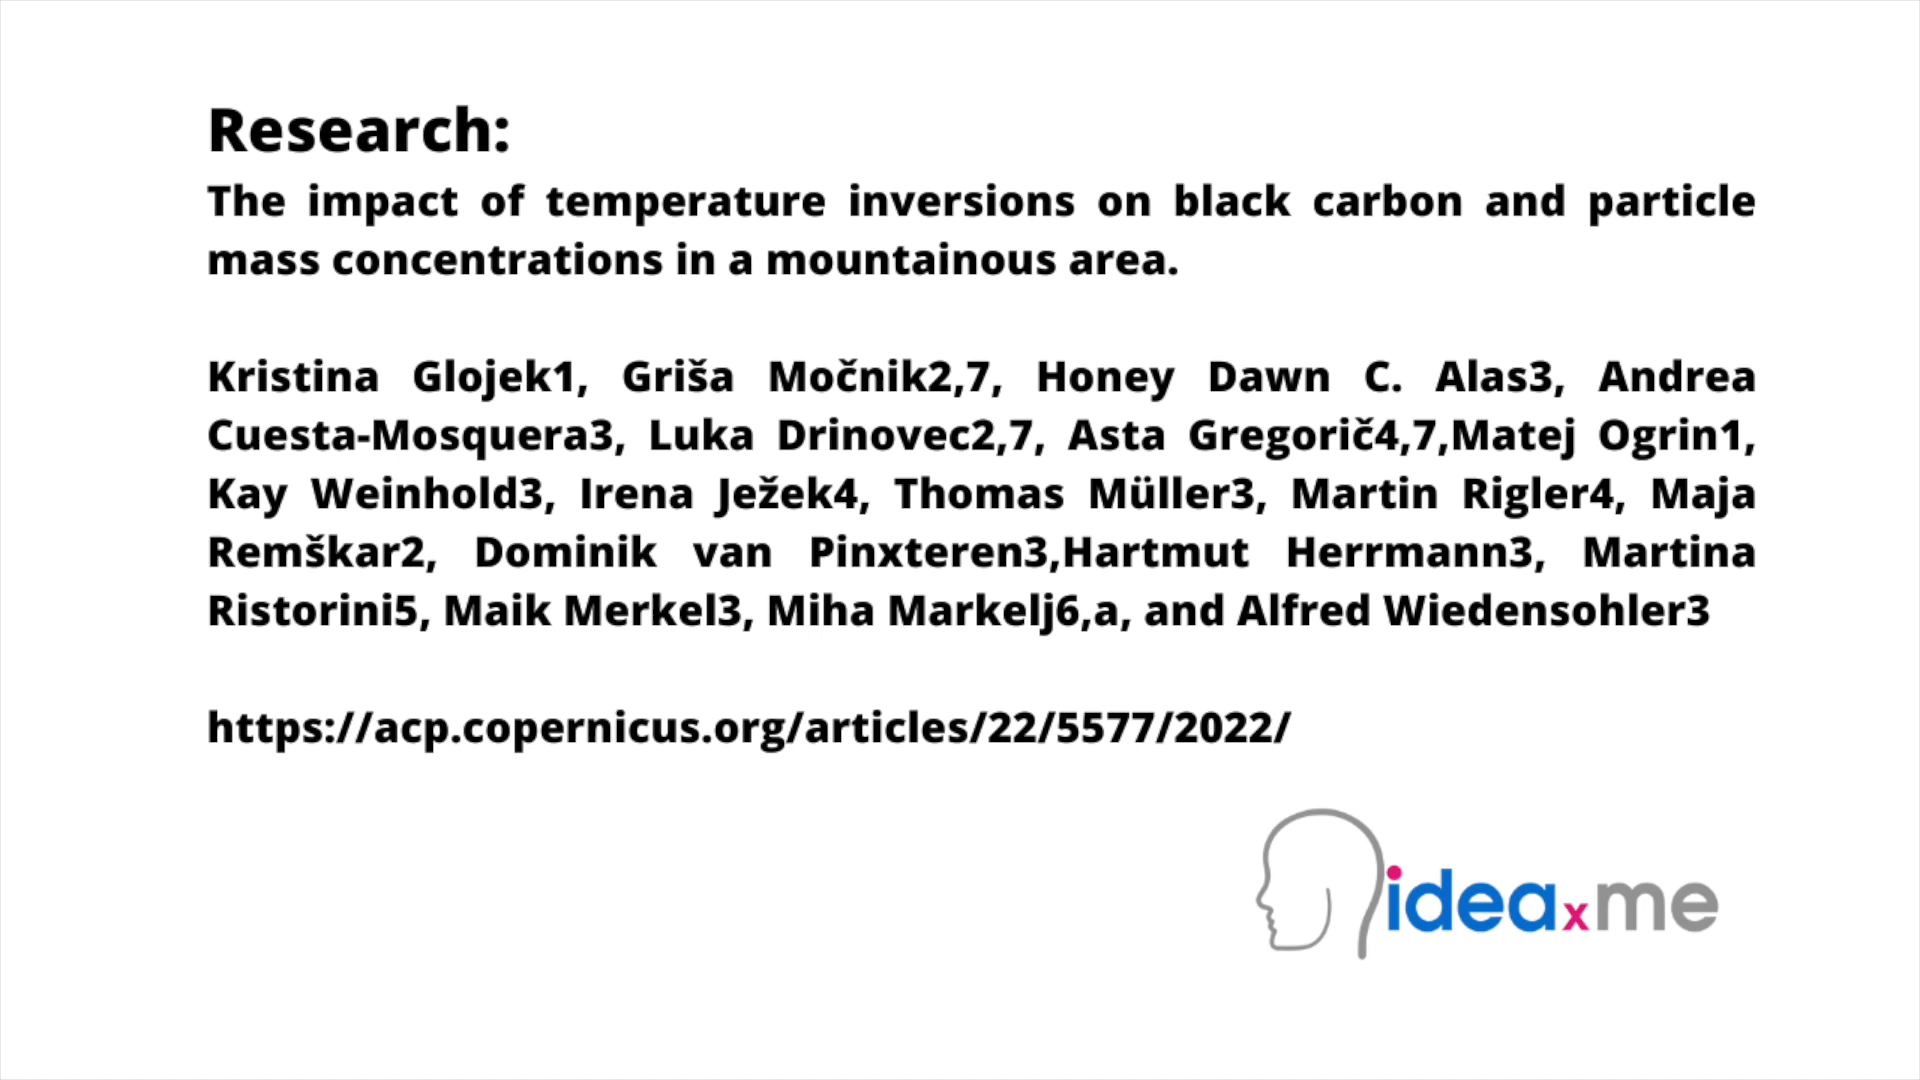 Research:
The impact of temperature inversions on black carbon and particle
mass concentrations in a mountainous area.
Kristina Glojek1, Griša Močnik2,7, Honey Dawn C. Alas3, Andrea
Cuesta-Mosquera3, Luka Drinovec2,7, Asta Gregorič4,7,Matej Ogrin1,
Kay Weinhold3, Irena Ježek4, Thomas Müller3, Martin Rigler4, Maja
Remškar2, Dominik van Pinxteren3,Hartmut Herrmann3, Martina
Ristorini5, Maik Merkel3, Miha Markelj6,a, and Alfred Wiedensohler3
https://acp.copernicus.org/articles/22/5577/2022/
ideaxme